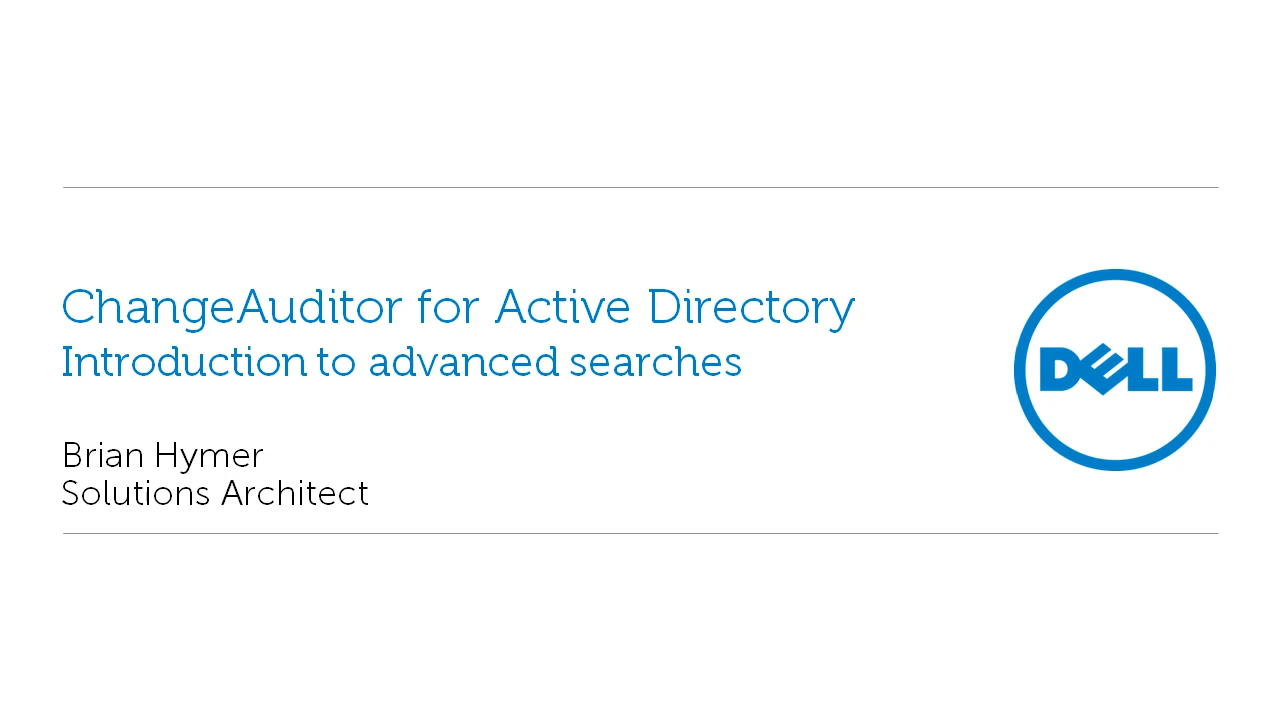 ChangeAuditor for Active Directory
Introduction to advanced searches
DELL
Brian Hymer
Solutions Architect